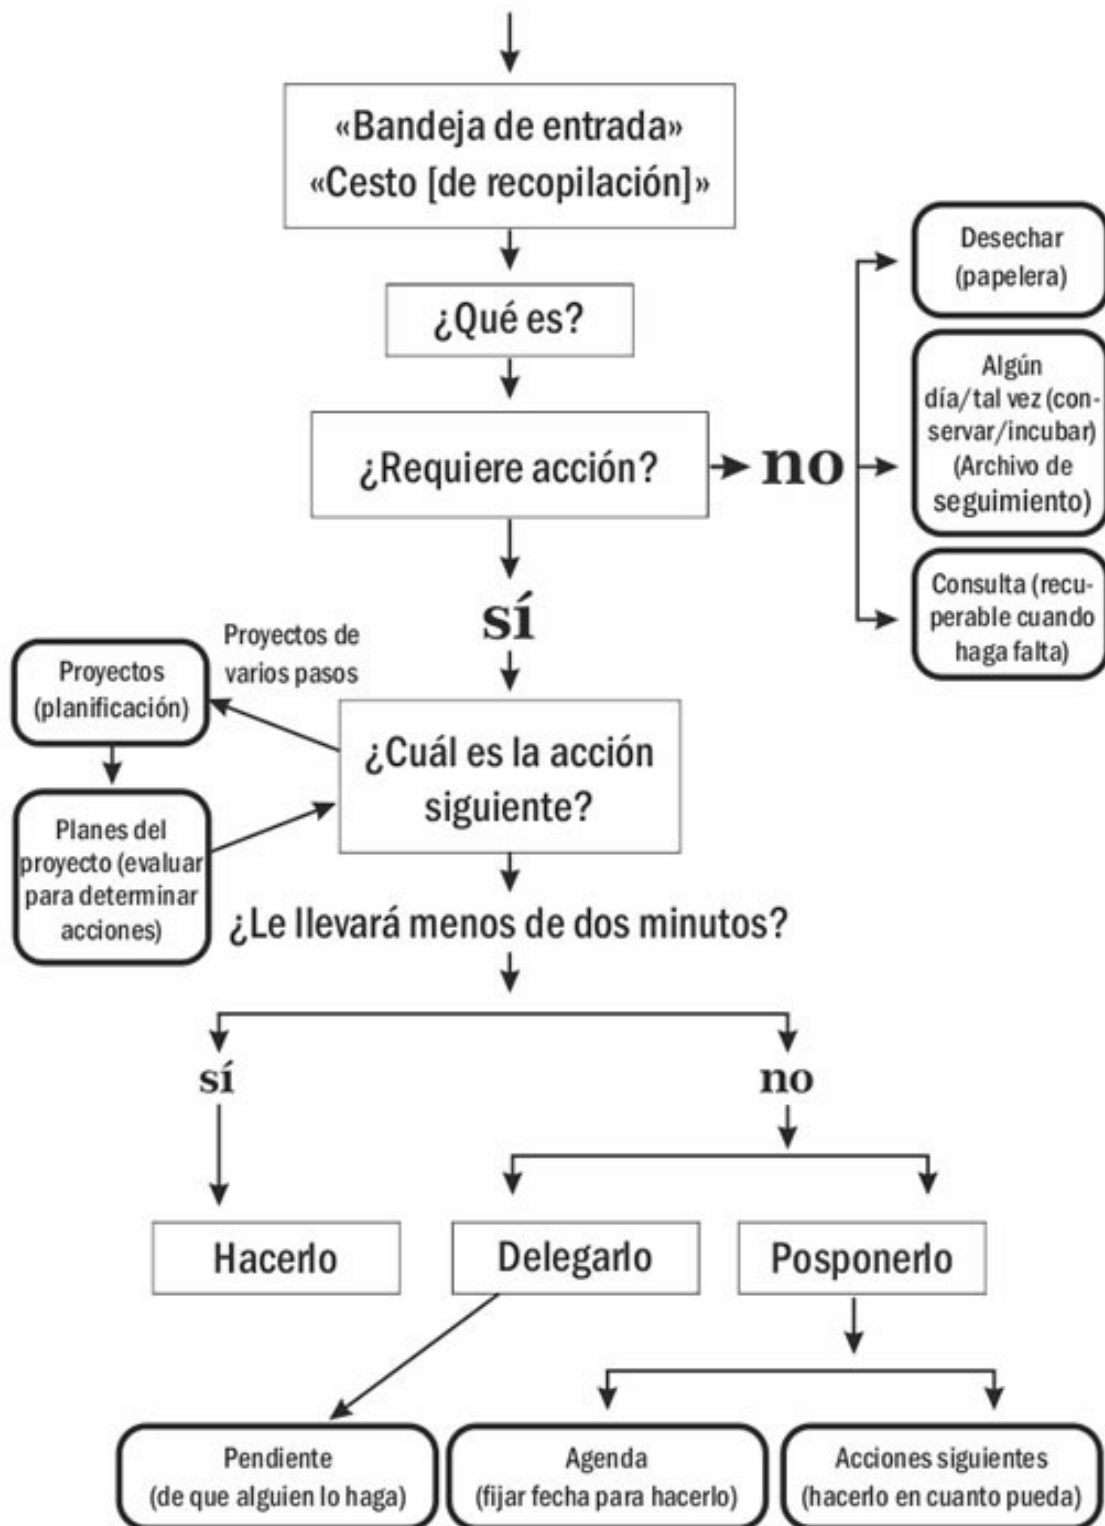 «Bandeja de entrada»
«Cesto [de recopilación]»
¿Qué es?
¿Requiere acción?
no
Desechar
(papelera)
Algún
día/tal vez (con-
servar/incubar)
(Archivo de
seguimiento)
Consulta (recu-
perable cuando
haga falta)
sí
Proyectos de
varios pasos
Proyectos
(planificación)
¿Cuál es la acción
siguiente?
Planes del
proyecto (evaluar
para determinar
acciones)
¿Le llevará menos de dos minutos?
sí
no
Hacerlo
Delegarlo
Posponerlo
Pendiente
(de que alguien lo haga)
Agenda
(fijar fecha para hacerlo)
Acciones siguientes
(hacerlo en cuanto pueda)